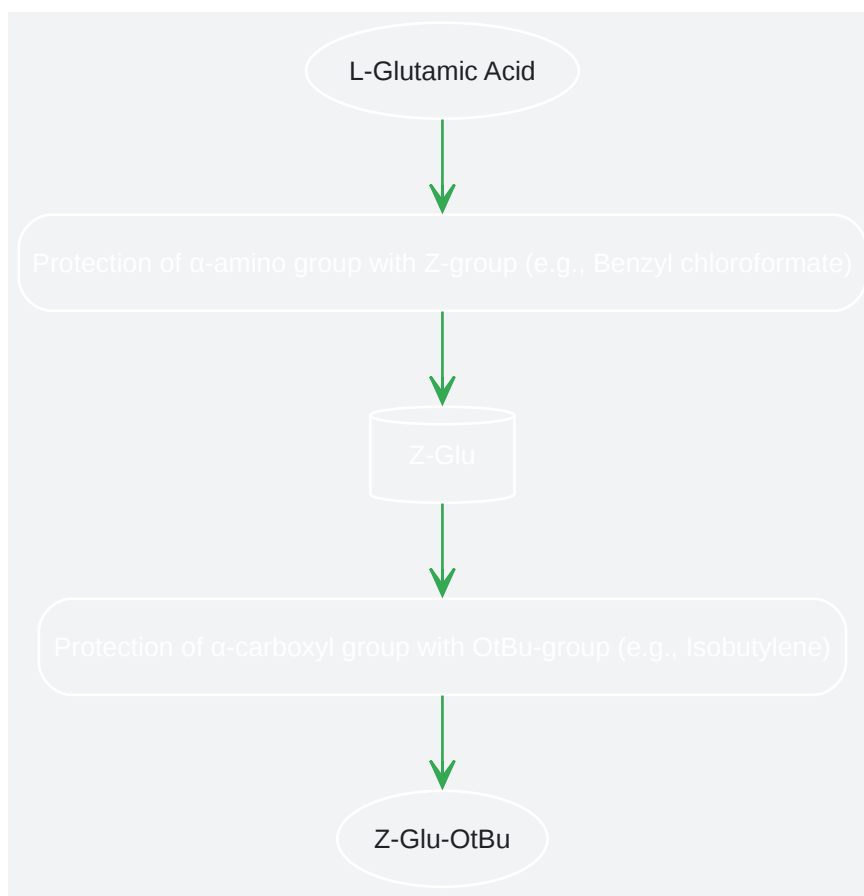 L-Glutamic Acid
Protection of α-amino group with Z-group (e.g., Benzyl chloroformate)
Z-Glu
Protection of α-carboxyl group with OtBu-group (e.g., Isobutylene)
Z-Glu-OtBu